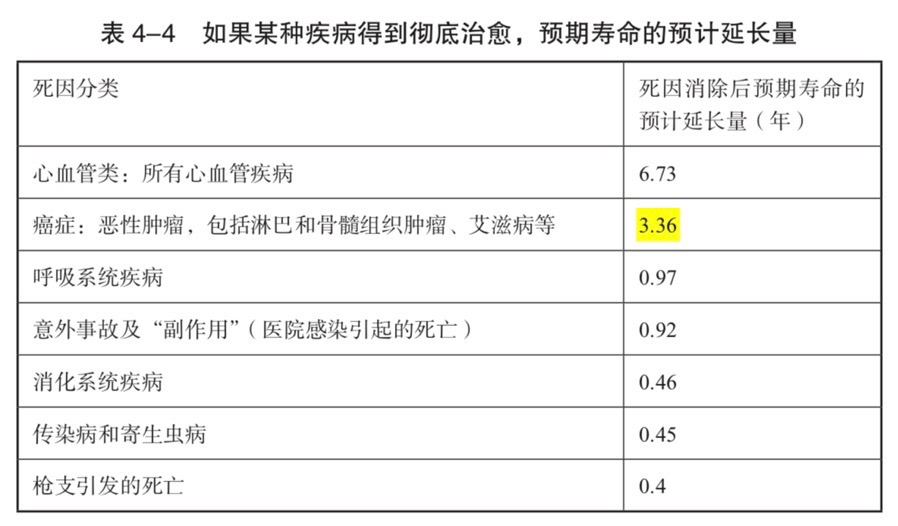 表 4–4 如果某种疾病得到彻底治愈，预期寿命的预计延长量
死因分类
死因消除后预期寿命的
预计延长量（年）
心血管类：所有心血管疾病
6.73
癌症：恶性肿瘤，包括淋巴和骨髓组织肿瘤、艾滋病等
3.36
呼吸系统疾病
0.97
意外事故及“副作用”（医院感染引起的死亡）
0.92
消化系统疾病
0.46
传染病和寄生虫病
0.45
枪支引发的死亡
0.4